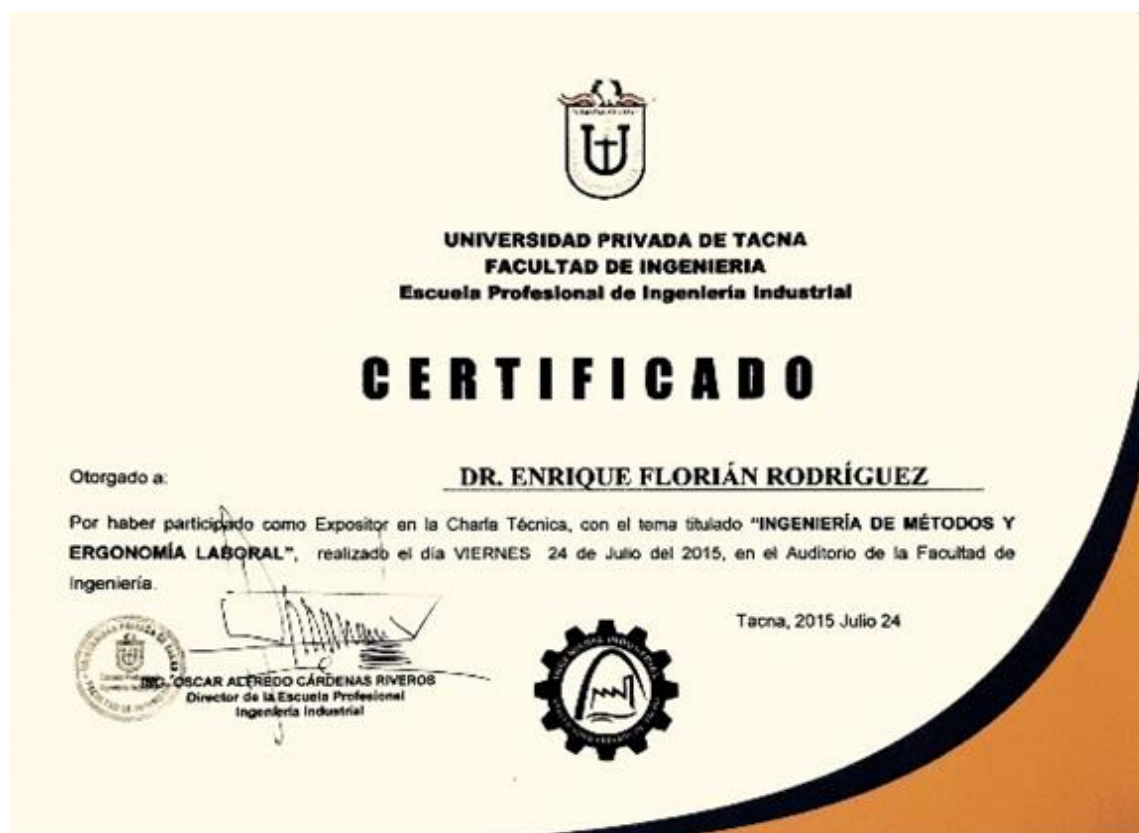 UNIVERSIDAD PRIVADA DE TACNA
FACULTAD DE INGENIERIA
Escuela Profesional de Ingeniería Industrial
CERTIFICADO
Otorgado a:
DR. ENRIQUE FLORIÁN RODRÍGUEZ
Por haber participado como Expositor en la Charla Técnica, con el tema titulado "INGENIERÍA DE MÉTODOS Y
ERGONOMÍA LABORAL", realizado el día VIERNES 24 de Julio del 2015, en el Auditorio de la Facultad de
Ingeniería.
Tacna, 2015 Julio 24
ING. OSCAR ALFREDO CÁRDENAS RIVEROS
Director de la Escuela Profesional
Ingeniería Industrial